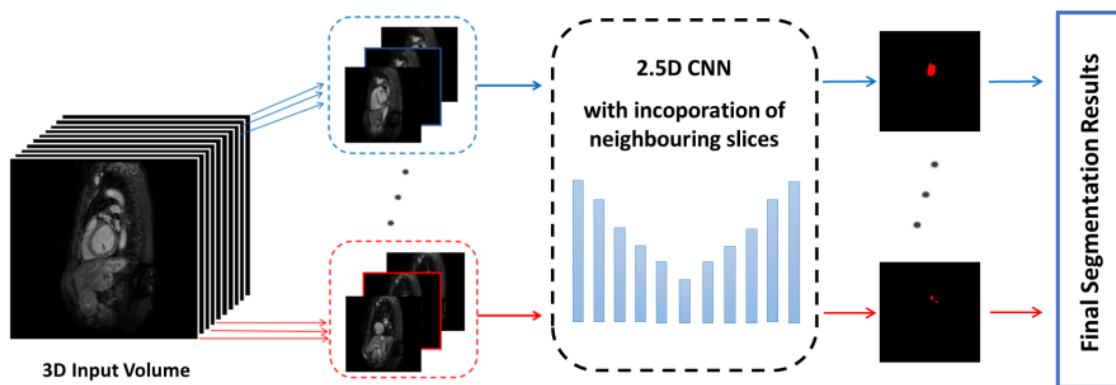 3D Input Volume
2.5D CNN
with incoporation of
neighbouring slices
Final Segmentation Results